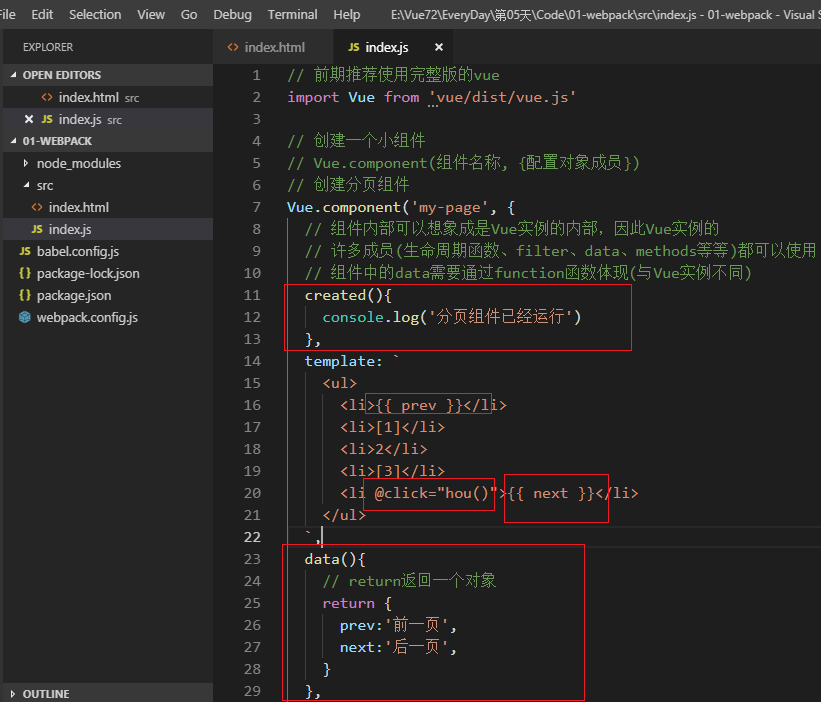 ile Edit Selection View Go Debug Terminal Help E:\Vue72\EveryDay\第05天\Code\01-webpack\src\index.js - 01-webpack - Visual S
EXPLORER
OPEN EDITORS
index.html src
index.js src
01-WEBPACK
node_modules
src
index.html
index.js
babel.config.js
package-lock.json
package.json
webpack.config.js
OUTLINE
index.html JS index.js ×
1 // 前期推荐使用完整版的vue
2 import Vue from 'vue/dist/vue.js'
3
4 // 创建一个小组件
5 // Vue.component(组件名称, {配置对象成员})
6 // 创建分页组件
7 Vue.component('my-page', {
8 // 组件内部可以想象成是Vue实例的内部，因此Vue实例的
9 // 许多成员(生命周期函数、filter、data、methods等等)都可以使用
10 // 组件中的data需要通过function函数体现(与Vue实例不同)
11 created(){
12 console.log('分页组件已经运行')
13 },
14 template: `
15 <ul>
16 <li>{{ prev }}</li>
17 <li>[1]</li>
18 <li>2</li>
19 <li>[3]</li>
20 <li @click="hou()">{{ next }}</li>
21 </ul>
22 `,
23 data(){
24 // return返回一个对象
25 return {
26 prev:'前一页',
27 next:'后一页',
28 }
29 },